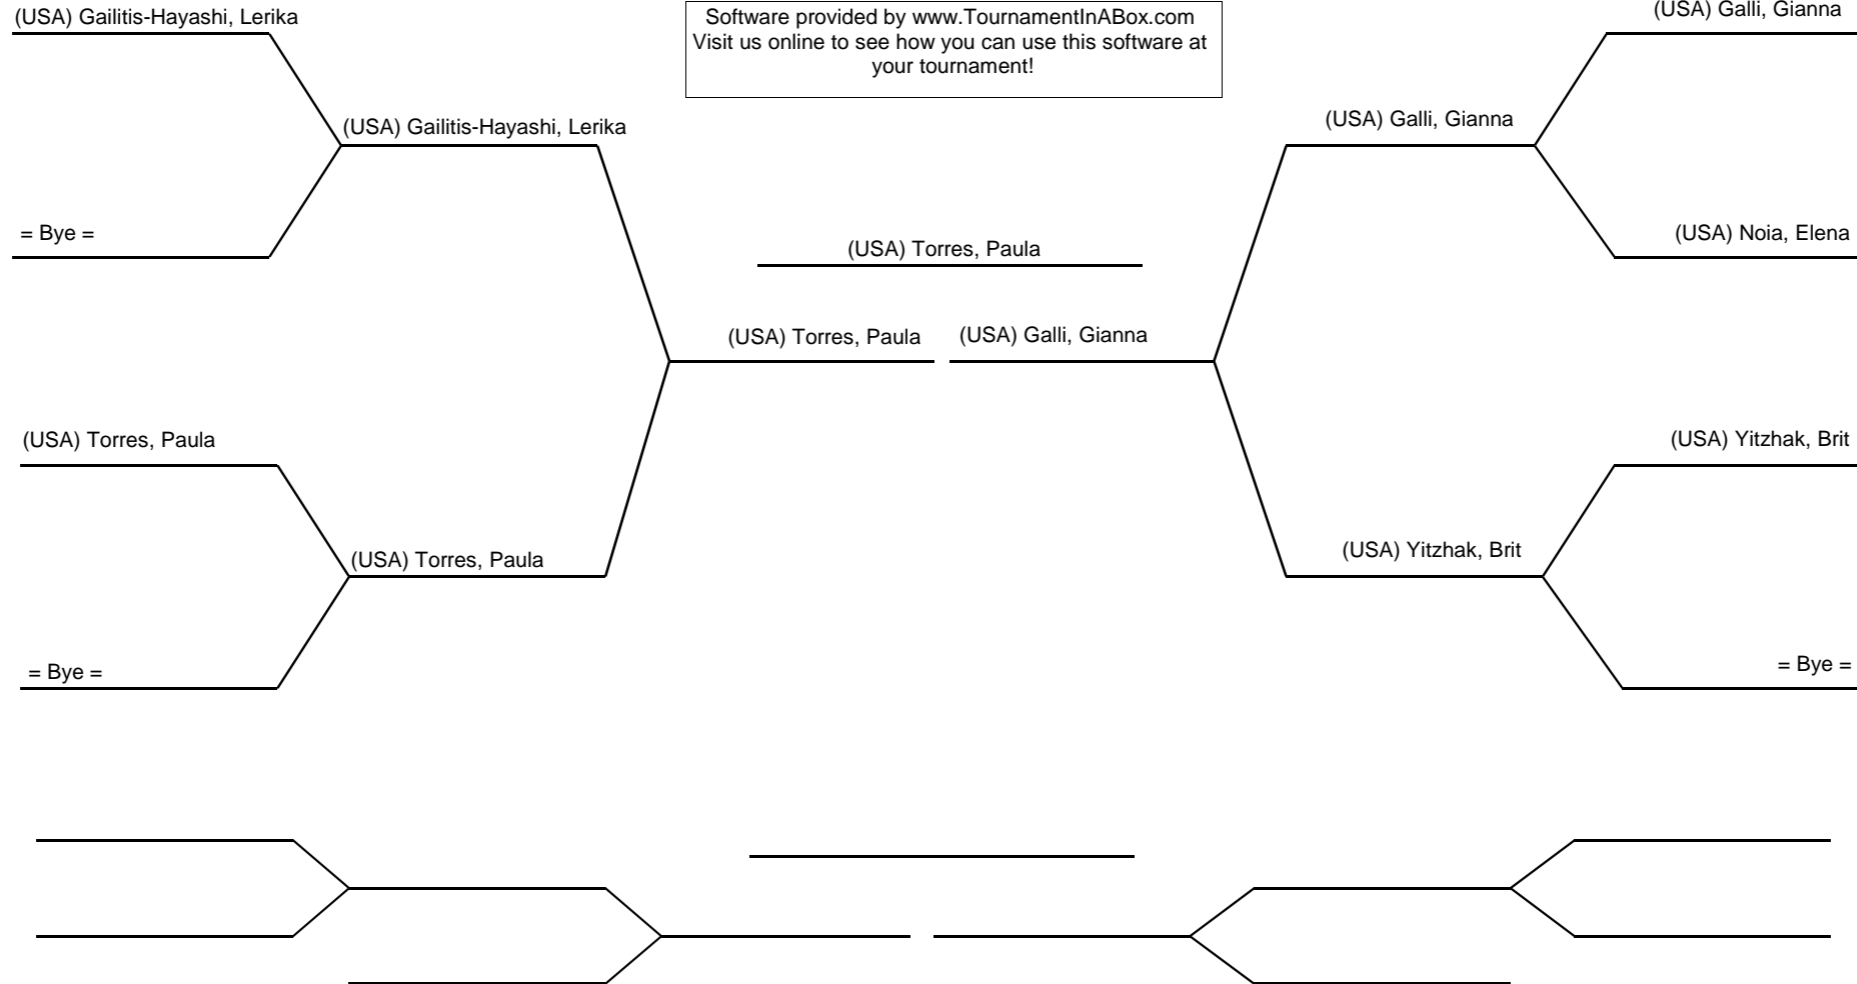 (USA) Gailitis-Hayashi, Lerika
Software provided by www.TournamentInABox.com
Visit us online to see how you can use this software at
your tournament!
(USA) Galli, Gianna
(USA) Gailitis-Hayashi, Lerika
(USA) Galli, Gianna
= Bye =
(USA) Torres, Paula
(USA) Noia, Elena
(USA) Torres, Paula
(USA) Galli, Gianna
(USA) Torres, Paula
(USA) Yitzhak, Brit
(USA) Torres, Paula
(USA) Yitzhak, Brit
= Bye =
= Bye =